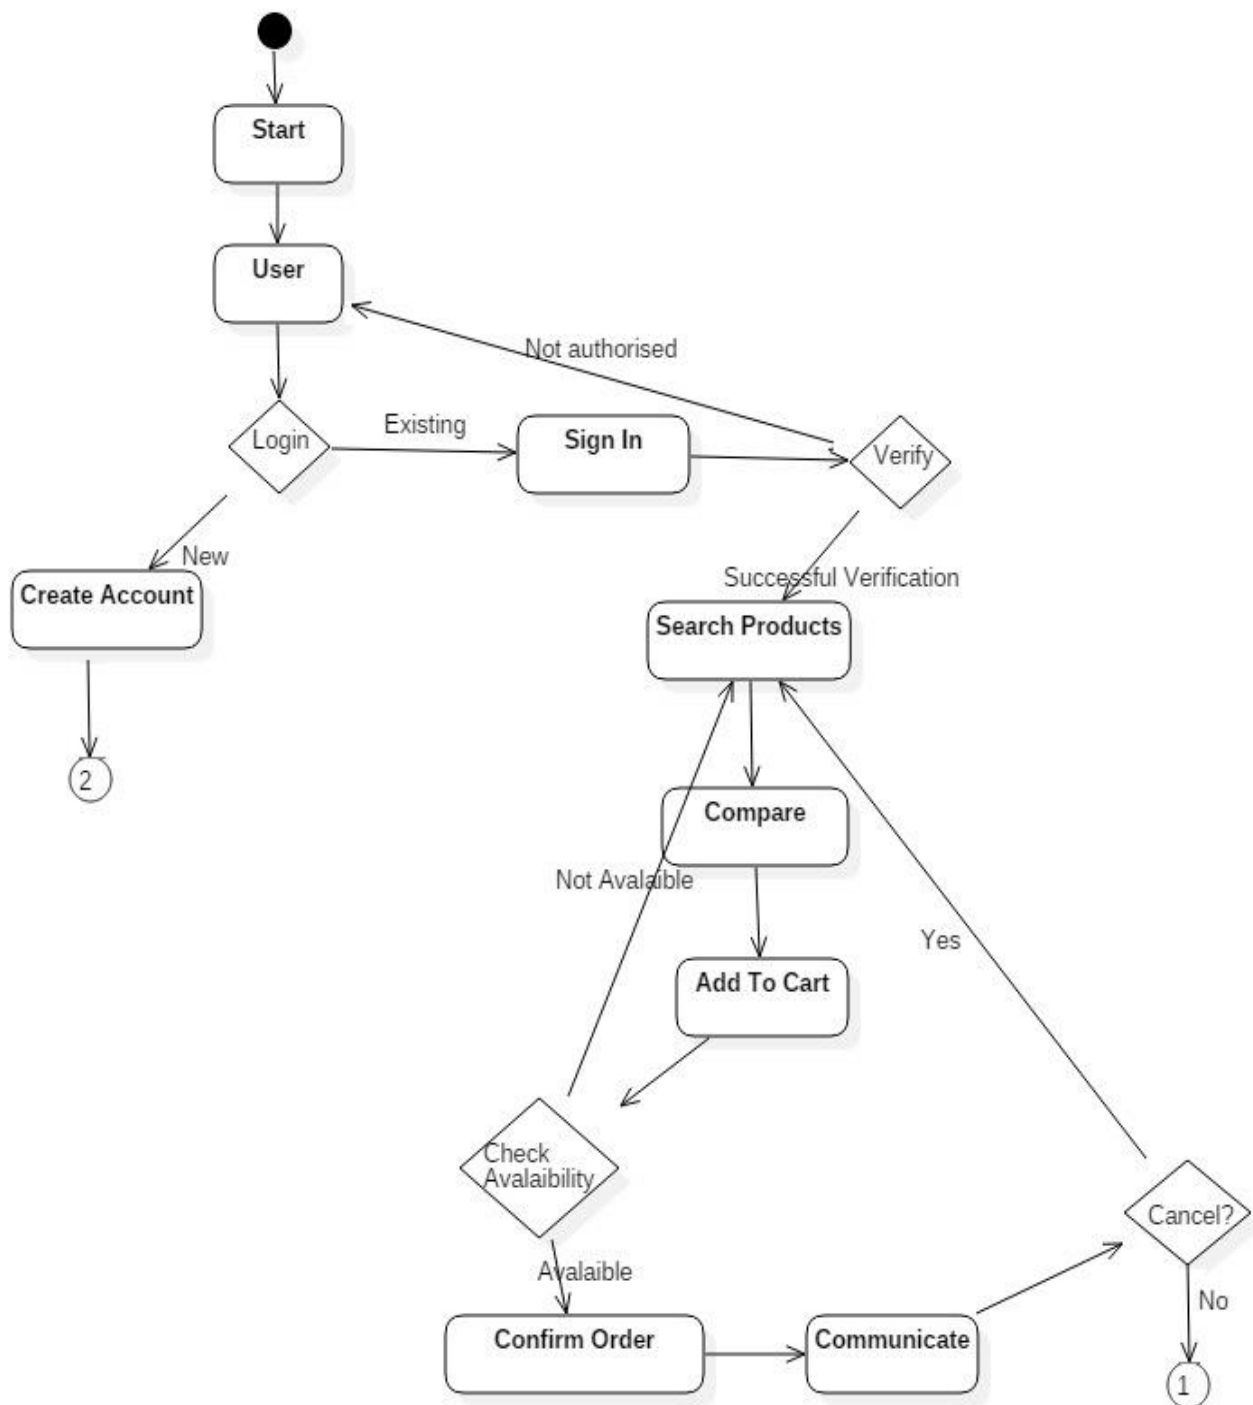 Start
User
Not authorised
Existing
Login
Sign In
Verify
New
Create Account
Successful Verification
Search Products
2
Compare
Not Avalaible
Yes
Add To Cart
Check
Avalaibility
Cancel?
Avalaible
No
Confirm Order
Communicate
1